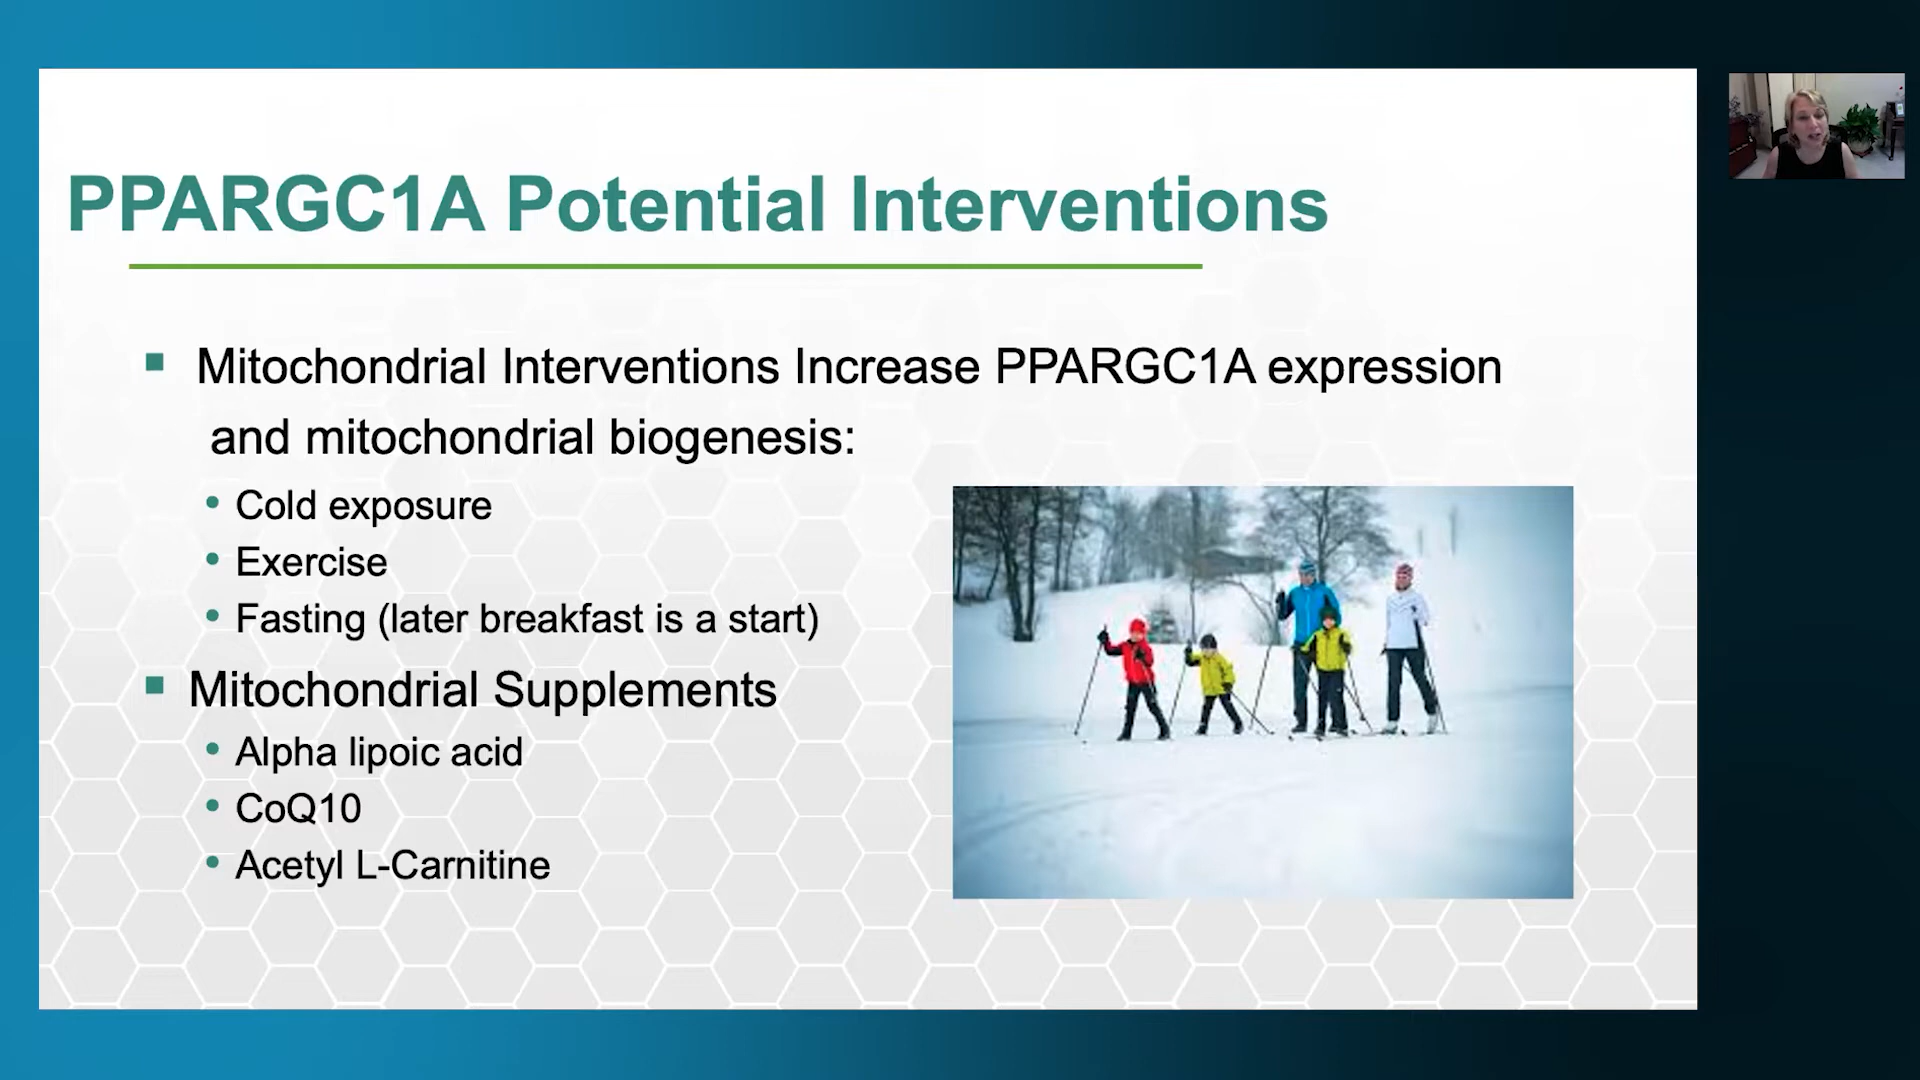 PPARGC1A Potential Interventions
▪ Mitochondrial Interventions Increase PPARGC1A expression
and mitochondrial biogenesis:
• Cold exposure
• Exercise
• Fasting (later breakfast is a start)
▪ Mitochondrial Supplements
• Alpha lipoic acid
• CoQ10
• Acetyl L-Carnitine